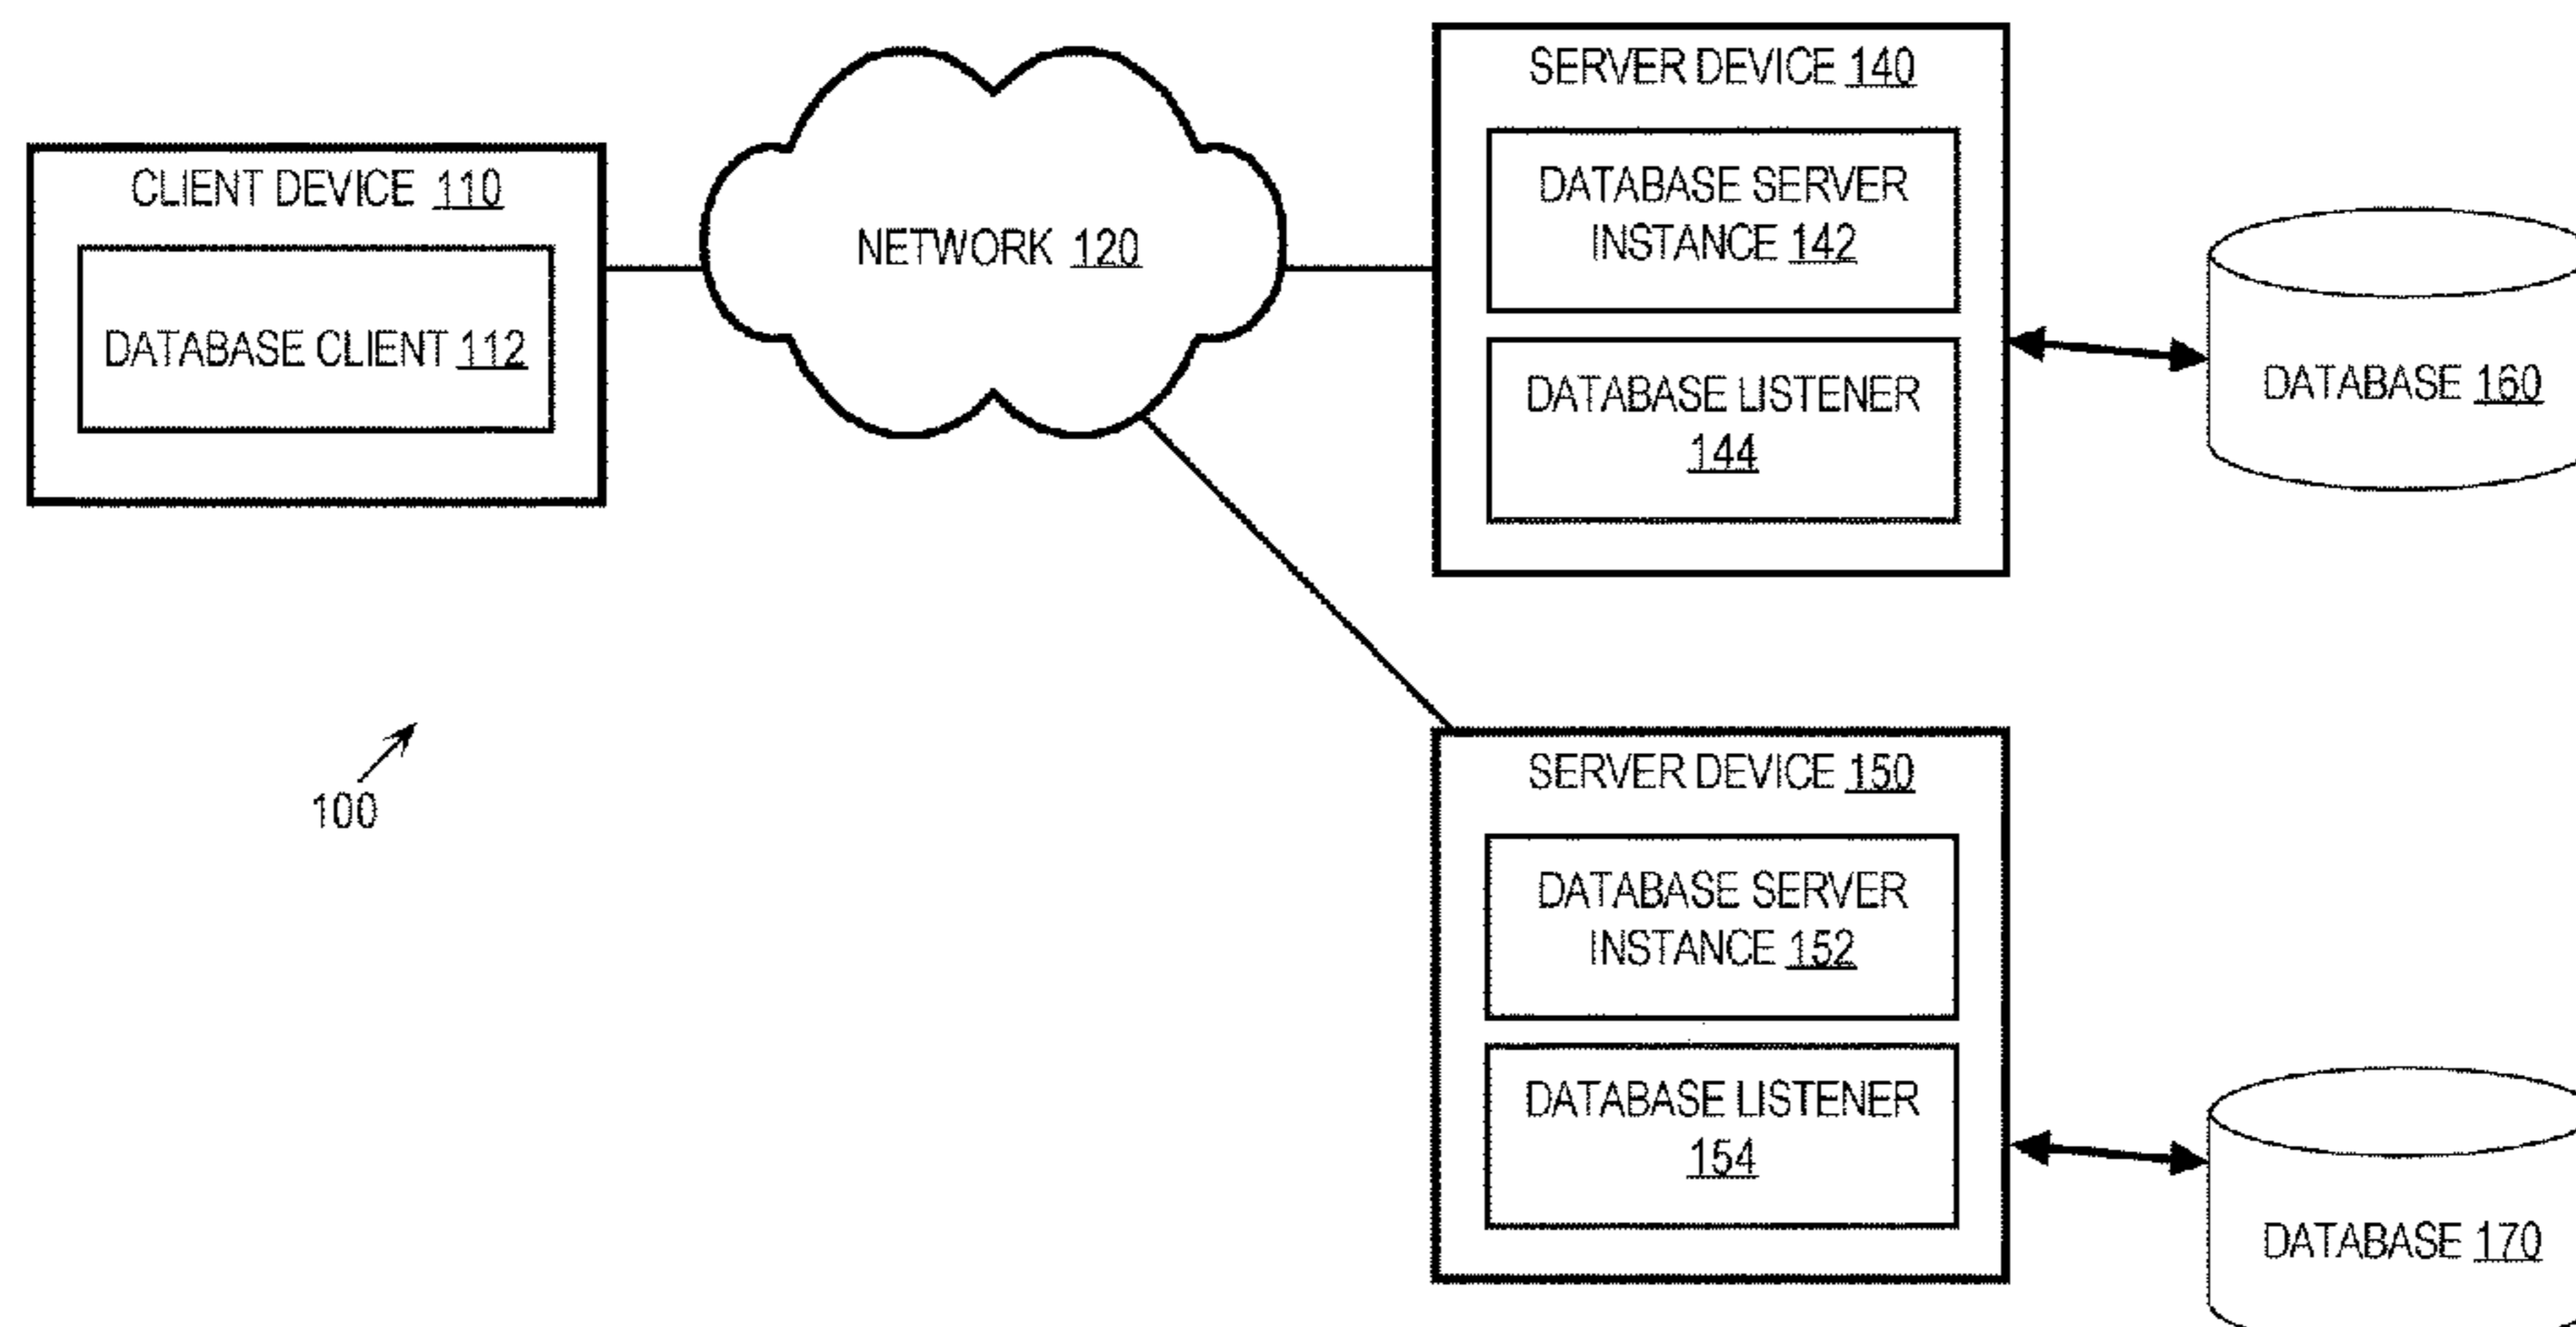 CLIENT DEVICE 110
DATABASE CLIENT 112
NETWORK 120
SERVER DEVICE 140
DATABASE SERVER
INSTANCE 142
DATABASE LISTENER
144
DATABASE 160
100
SERVER DEVICE 150
DATABASE SERVER
INSTANCE 152
DATABASE LISTENER
154
DATABASE 170